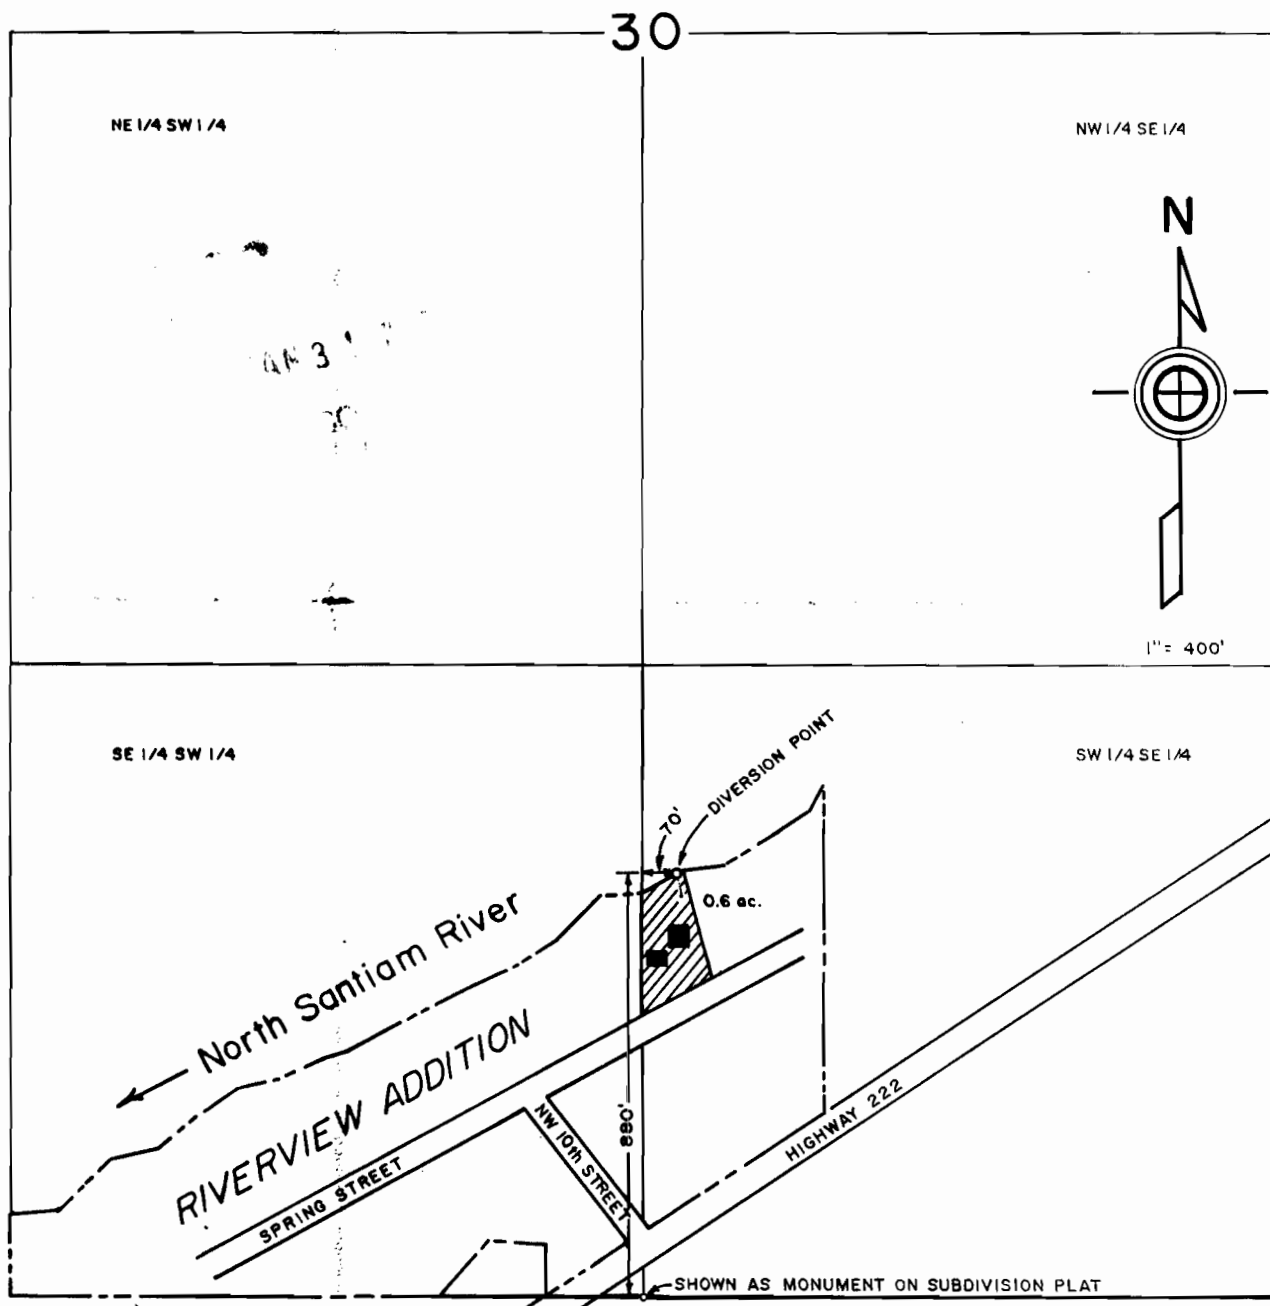 30
NE 1/4 SW 1/4
NW 1/4 SE 1/4
N
1" = 400'
SE 1/4 SW 1/4
SW 1/4 SE 1/4
DIVERSION POINT
70'
0.6 ac.
North Santiam River
RIVERVIEW ADDITION
SPRING STREET
NW 10th STREET
880'
HIGHWAY 222
SHOWN AS MONUMENT ON SUBDIVISION PLAT